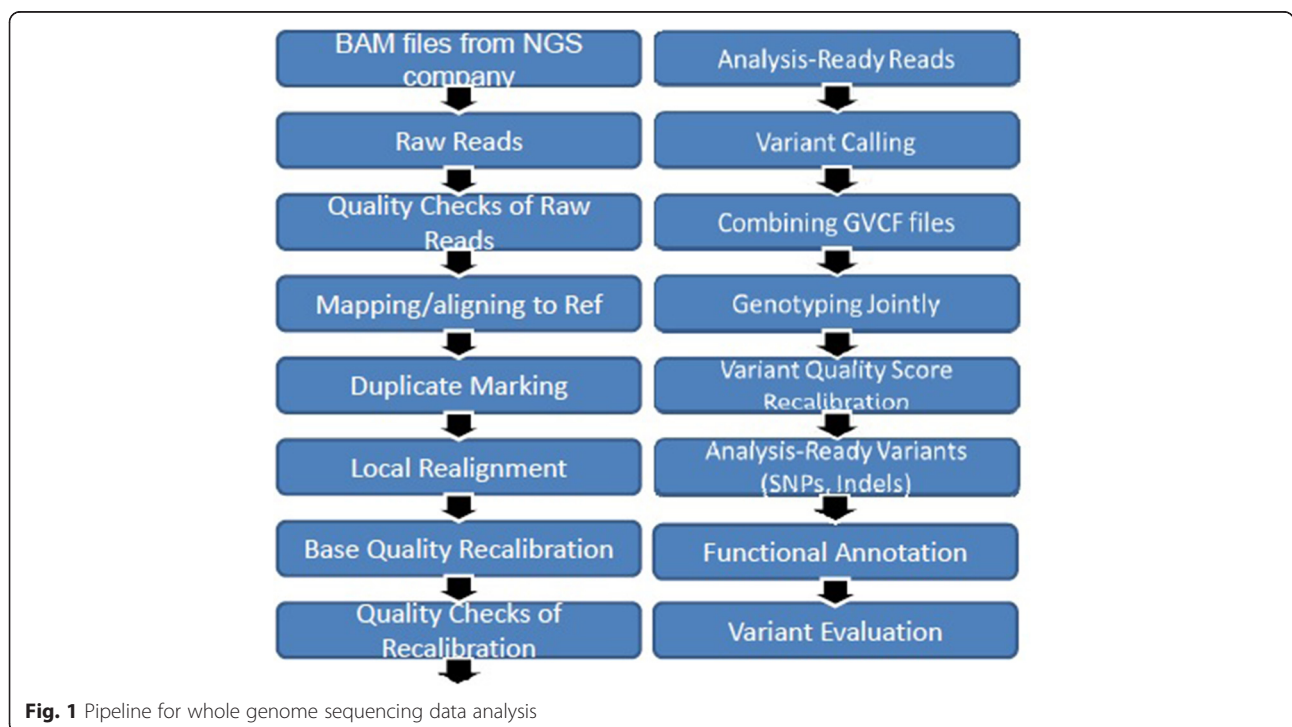 BAM files from NGS
company
Raw Reads
Quality Checks of Raw
Reads
Mapping/aligning to Ref
Duplicate Marking
Local Realignment
Base Quality Recalibration
Quality Checks of
Recalibration
Analysis-Ready Reads
Variant Calling
Combining GVCF files
Genotyping Jointly
Variant Quality Score
Recalibration
Analysis-Ready Variants
(SNPs, Indels)
Functional Annotation
Variant Evaluation
Fig. 1 Pipeline for whole genome sequencing data analysis